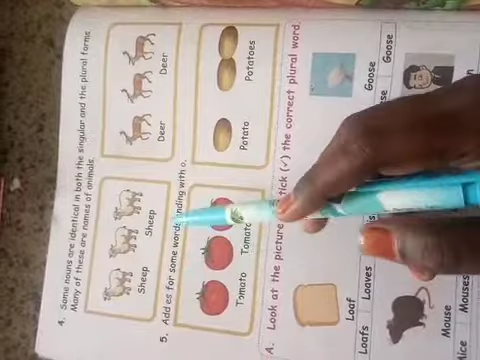 4. Some nouns are identical in both the singular and the plural forms.
Many of these are names of animals.
Sheep Sheep Deer Deer
5. Add es for some words ending with o.
Tomato Tomato Potato Potatoes
A. Look at the picture tick (✓) the correct plural word.
Loaf Goose
Loafs Loaves Goose
Mouse
Mouses